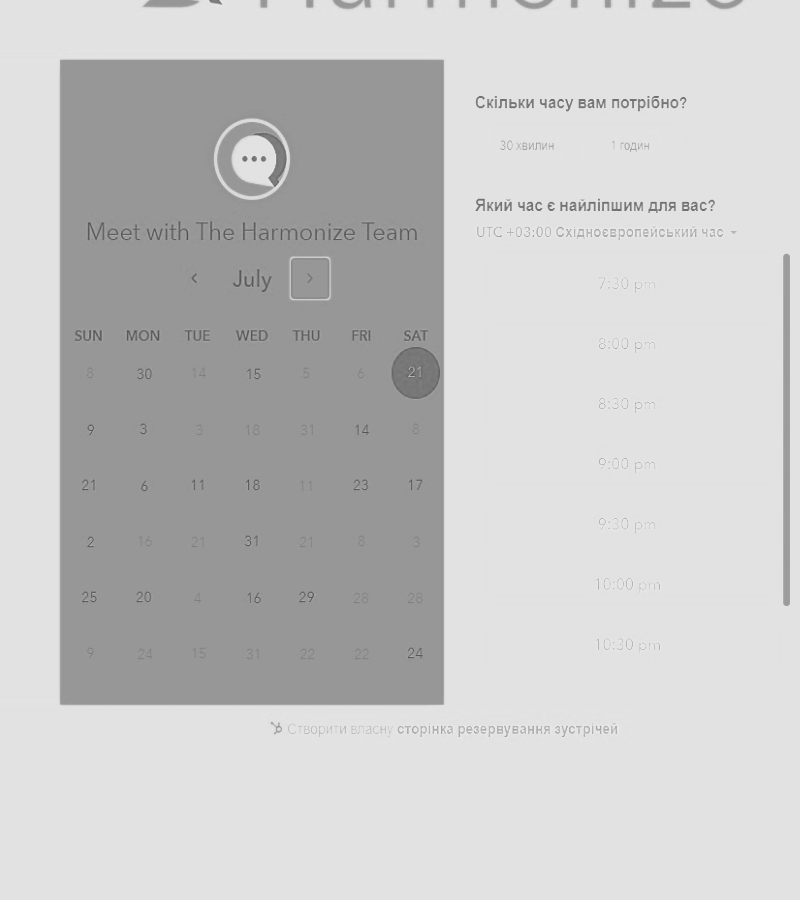 Harmonize
Meet with The Harmonize Team
July
SUN MON TUE WED THU FRI SAT
8 30 14 15 5 6 21
9 3 3 18 31 14 8
21 6 11 18 11 23 17
2 16 21 31 21 8 3
25 20 4 16 29 28 28
9 24 15 31 22 22 24
Скільки часу вам потрібно?
30 хвилин 1 годин
Який час є найліпшим для вас?
UTC +03:00 Східноєвропейський час
7:30 pm
8:00 pm
8:30 pm
9:00 pm
9:30 pm
10:00 pm
10:30 pm
Створити власну сторінка резервування зустрічей